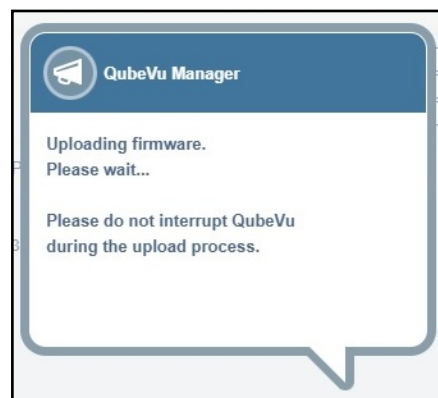 QubeVu Manager
Uploading firmware.
Please wait...
Please do not interrupt QubeVu
during the upload process.